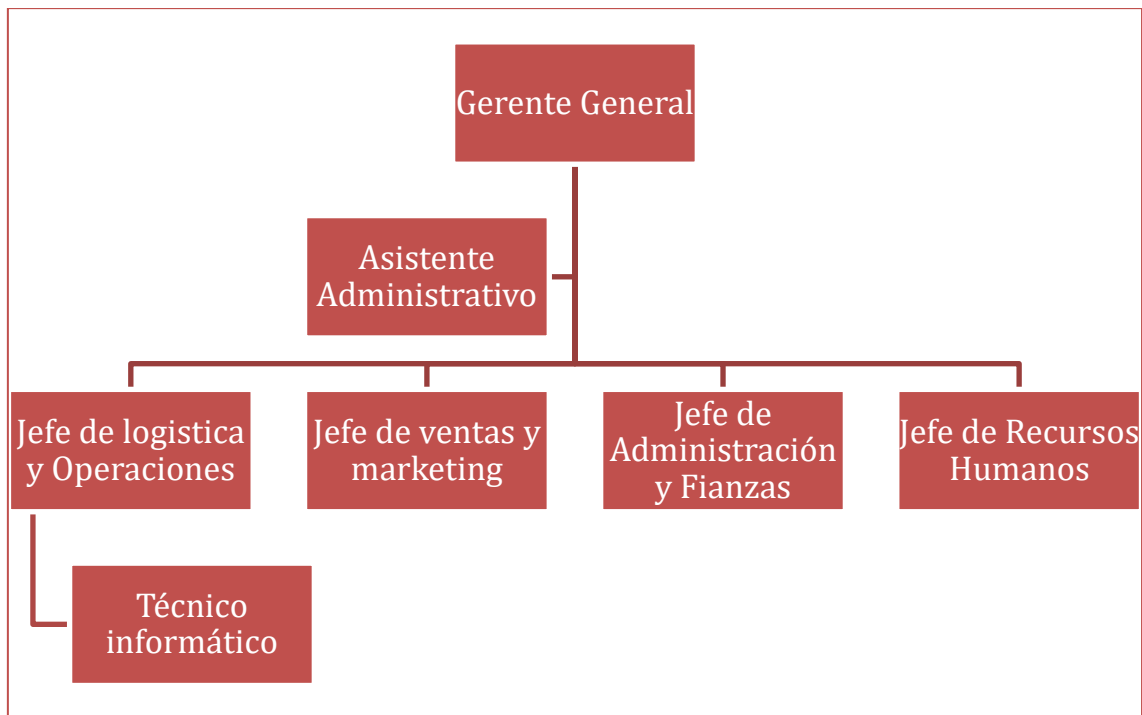 Gerente General
Asistente
Administrativo
Jefe de logistica
y Operaciones
Jefe de ventas y
marketing
Jefe de
Administración
y Fianzas
Jefe de Recursos
Humanos
Técnico
informático